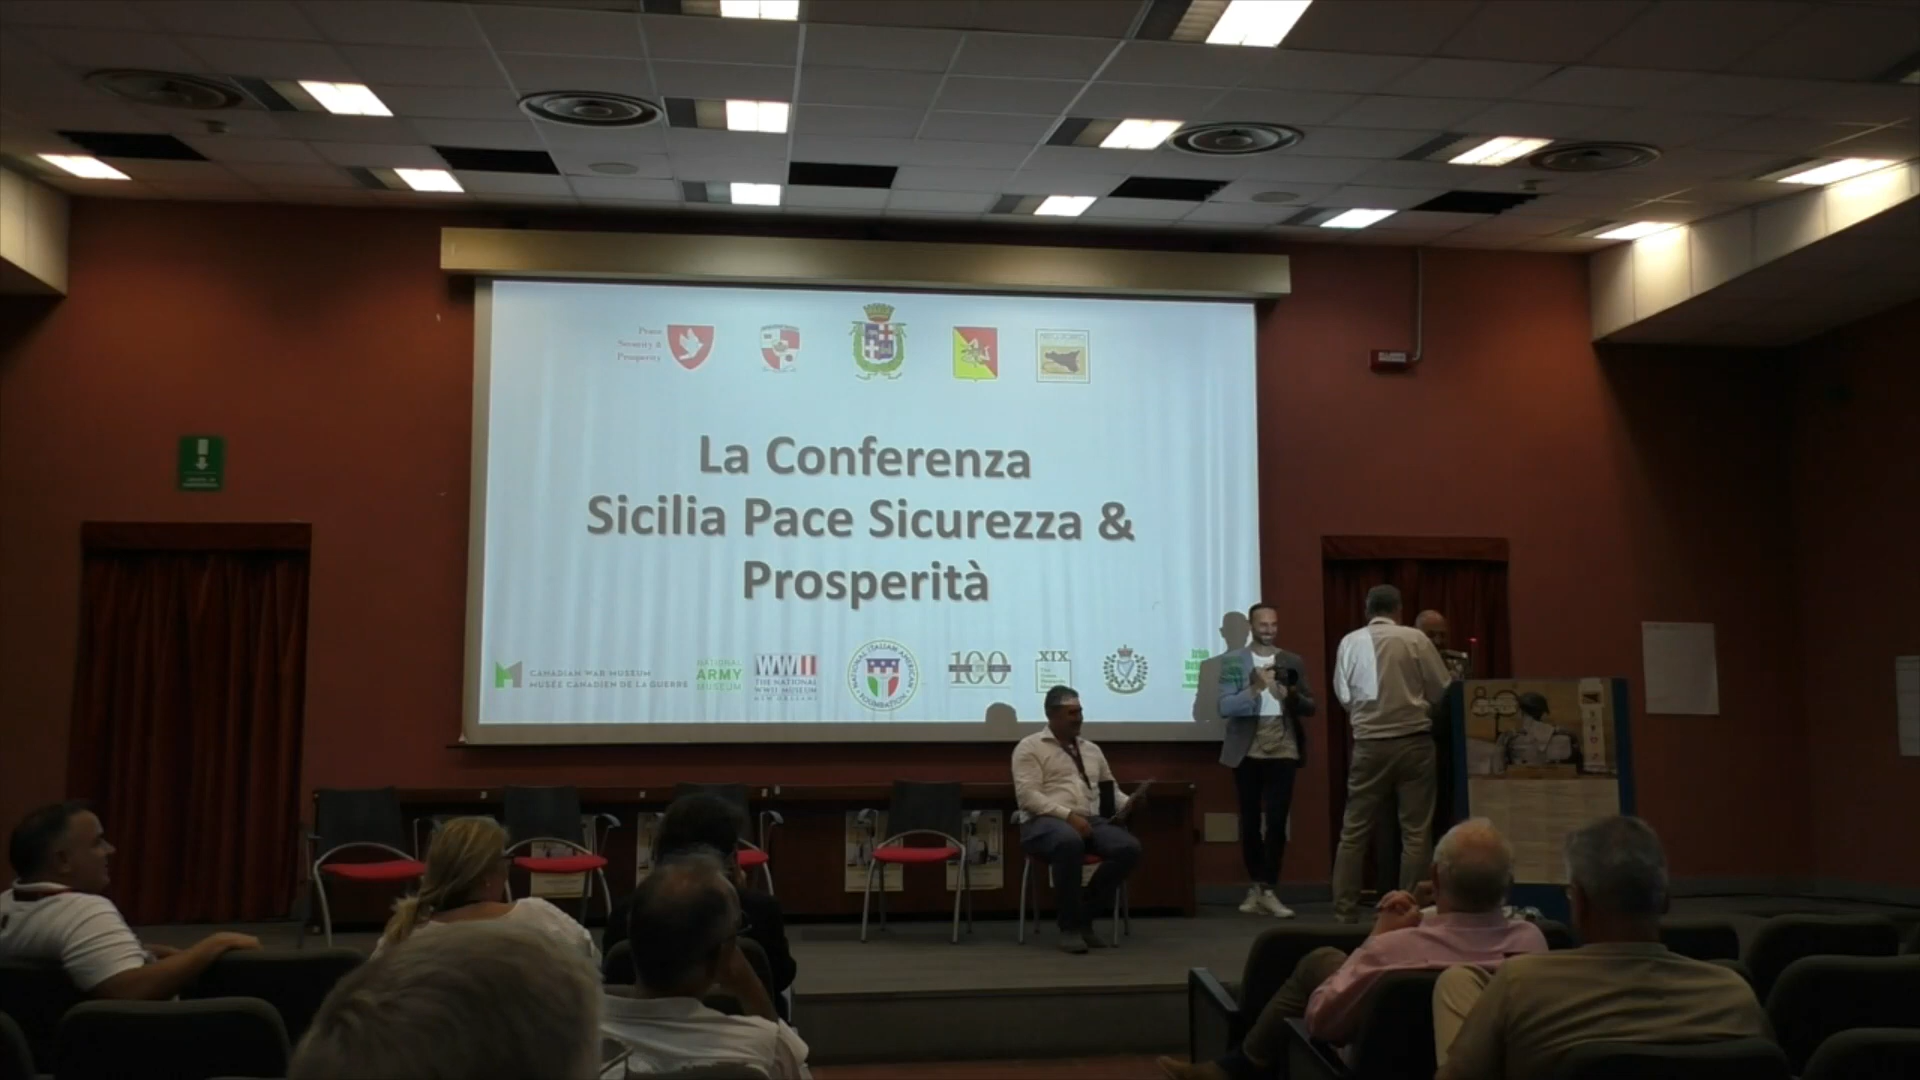 Peace
Security &
Prosperity
La Conferenza
Sicilia Pace Sicurezza &
Prosperità
CANADIAN WAR MUSEUM
MUSÉE CANADIEN DE LA GUERRE
NATIONAL
ARMY
MUSEUM
WWII
THE NATIONAL
WWII MUSEUM
NEW ORLEANS
NATIONAL ITALIAN AMERICAN
FOUNDATION
100
XIX